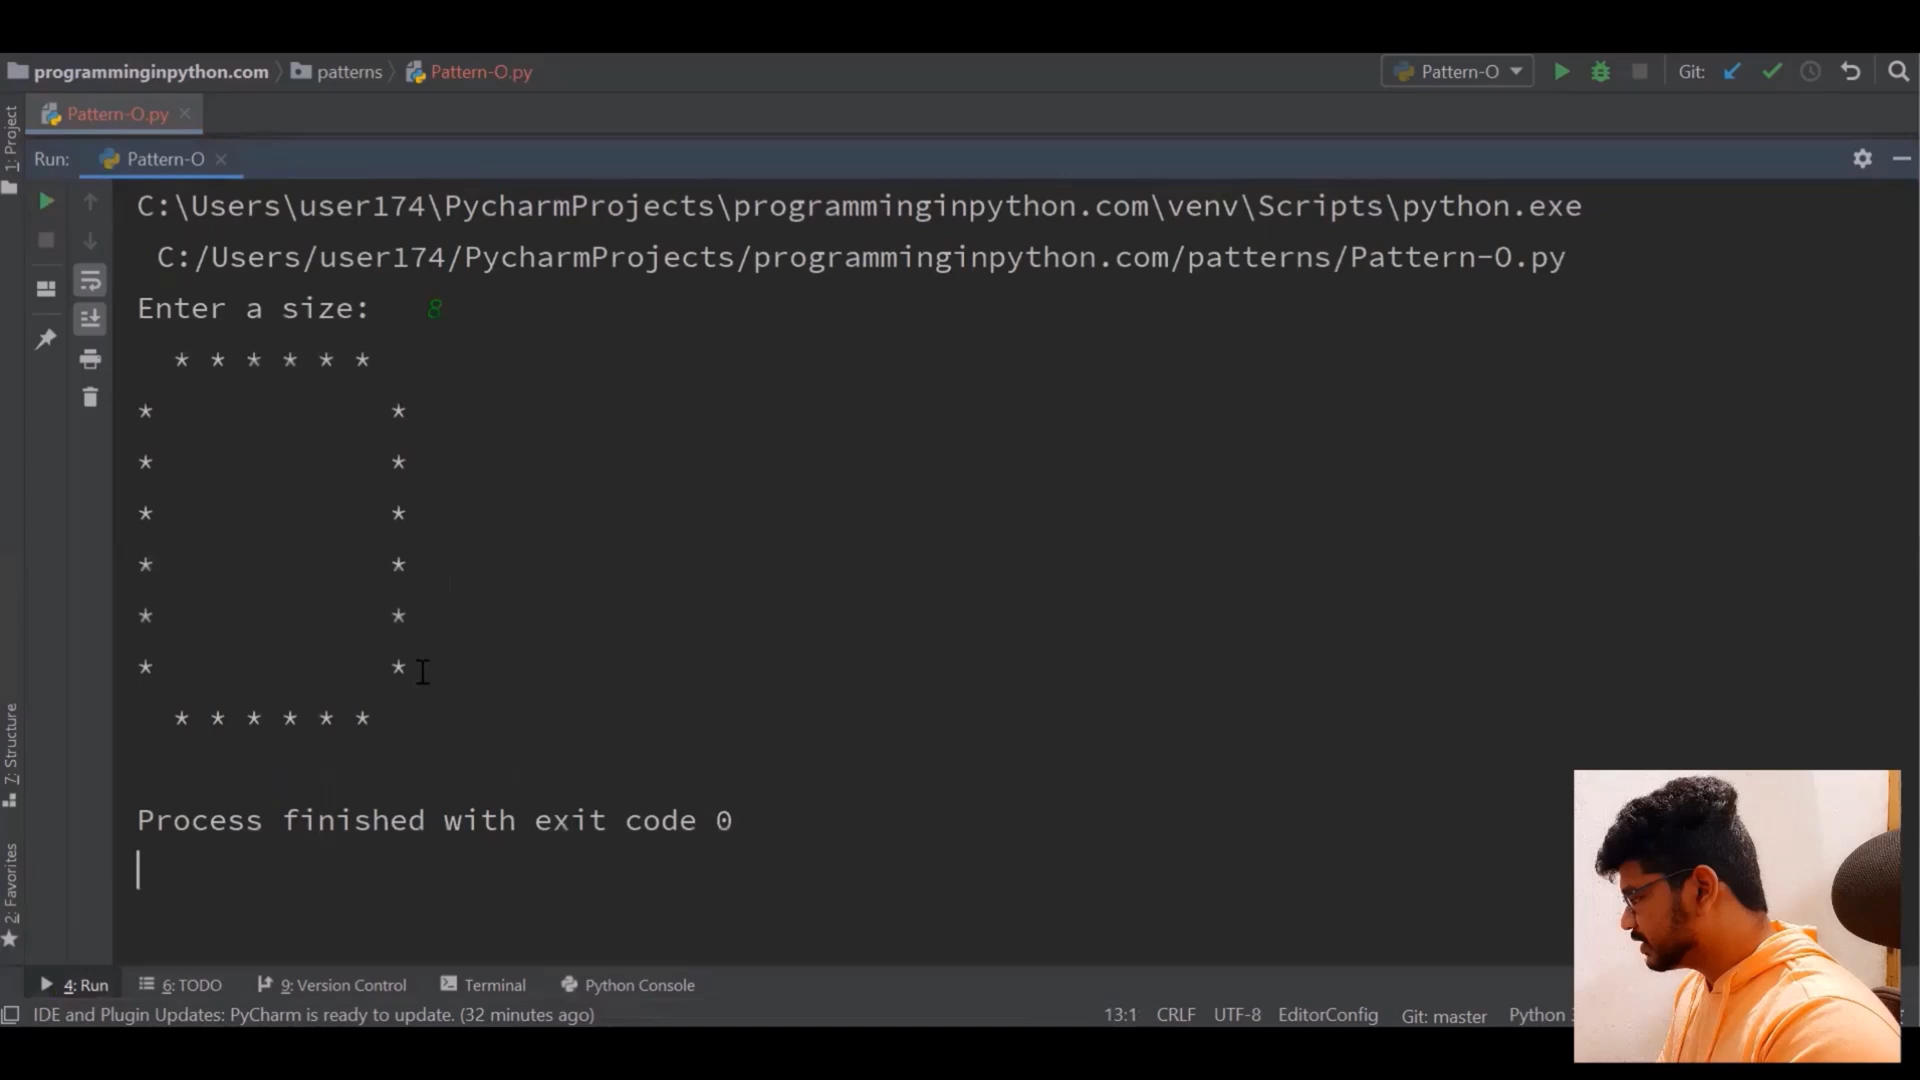 programminginpython.com patterns Pattern-O.py
Pattern-O Git:
Pattern-O.py
1: Project
Run: Pattern-O
C:\Users\user174\PycharmProjects\programminginpython.com\venv\Scripts\python.exe
C:/Users/user174/PycharmProjects/programminginpython.com/patterns/Pattern-O.py
Enter a size: 8
* * * * * *
* *
* *
* *
* *
* *
* *
* * * * * *
Process finished with exit code 0
7: Structure
2: Favorites
4: Run 6: TODO 9: Version Control Terminal Python Console
IDE and Plugin Updates: PyCharm is ready to update. (32 minutes ago) 13:1 CRLF UTF-8 EditorConfig Git: master Python